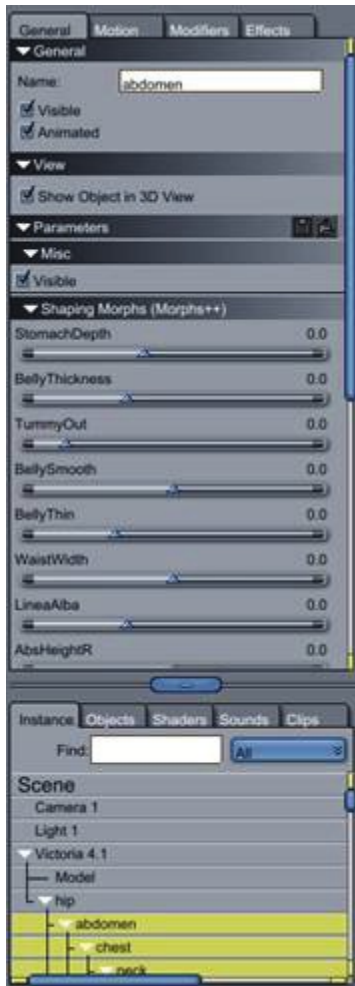 General Motion Modifiers Effects
General
Name: abdomen
Visible
Animated
View
Show Object in 3D View
Parameters
Misc
Visible
Shaping Morphs (Morphs++)
StomachDepth 0.0
BellyThickness 0.0
TummyOut 0.0
BellySmooth 0.0
BellyThin 0.0
WaistWidth 0.0
LineaAlba 0.0
AbsHeightR 0.0
Instance Objects Shaders Sounds Clips
Find: All
Scene
Camera 1
Light 1
Victoria 4.1
Model
hip
abdomen
chest
neck